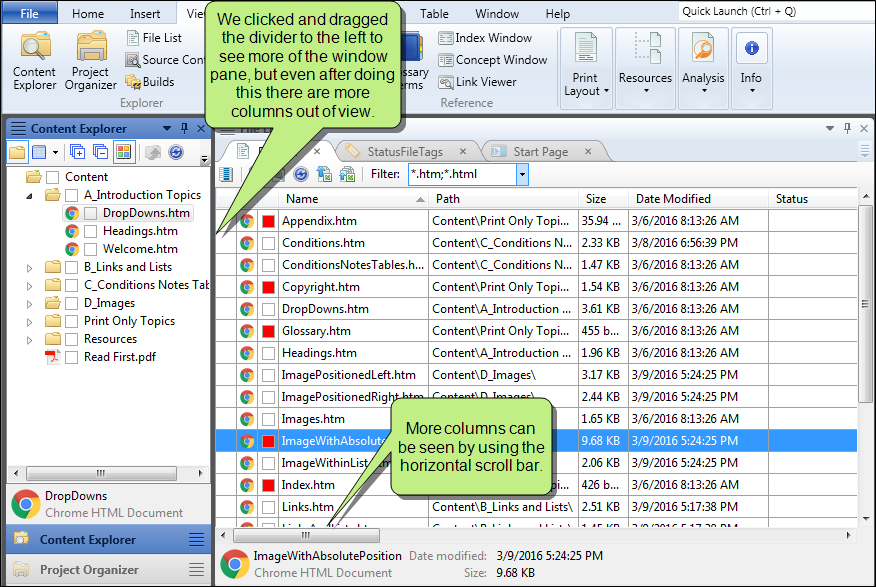 File Home Insert Table Window Help Quick Launch (Ctrl + Q)
We clicked and dragged
the divider to the left to
see more of the window
pane, but even after doing
this there are more
columns out of view.
Content
Explorer
Project
Organizer
File List
Source
Builds
Explorer
Index Window
Concept Window
Link Viewer
Reference
Print
Layout
Resources
Analysis
Info
Content Explorer
StatusFileTags
Start Page
Filter: *.htm;*.html
Content
A_Introduction Topics
DropDowns.htm
Headings.htm
Welcome.htm
B_Links and Lists
C_Conditions Notes Tab
D_Images
Print Only Topics
Resources
Read First.pdf
DropDowns
Chrome HTML Document
Content Explorer
Project Organizer
Name Path Size Date Modified Status
Appendix.htm Content\Print Only Topi... 35.94 ... 3/6/2016 8:13:26 AM
Conditions.htm Content\C_Conditions N... 2.33 KB 3/8/2016 6:56:39 PM
ConditionsNotesTables.h... Content\C_Conditions N... 1.47 KB 3/6/2016 8:13:26 AM
Copyright.htm Content\Print Only Topi... 1.54 KB 3/6/2016 8:13:26 AM
DropDowns.htm Content\A_Introduction ... 3.61 KB 3/6/2016 8:13:26 AM
Glossary.htm Content\Print Only Topi... 455 b... 3/6/2016 8:13:26 AM
Headings.htm Content\A_Introduction ... 1.96 KB 3/6/2016 8:13:26 AM
ImagePositionedLeft.htm Content\D_Images\ 3.17 KB 3/9/2016 5:24:25 PM
ImagePositionedRight.htm Content\D_Images\ 2.44 KB 3/9/2016 5:24:25 PM
Images.htm 1.65 KB 3/6/2016 8:13:26 AM
ImageWithAbsolute 9.68 KB 3/9/2016 5:24:25 PM
ImageWithinList.htm 2.06 KB 3/9/2016 5:24:25 PM
Index.htm 426 b... 3/6/2016 8:13:26 AM
Links.htm Content\B_Links and Lists\ 2.51 KB 3/9/2016 5:17:38 PM
More columns can
be seen by using the
horizontal scroll bar.
ImageWithAbsolutePosition Date modified: 3/9/2016 5:24:25 PM
Chrome HTML Document Size: 9.68 KB